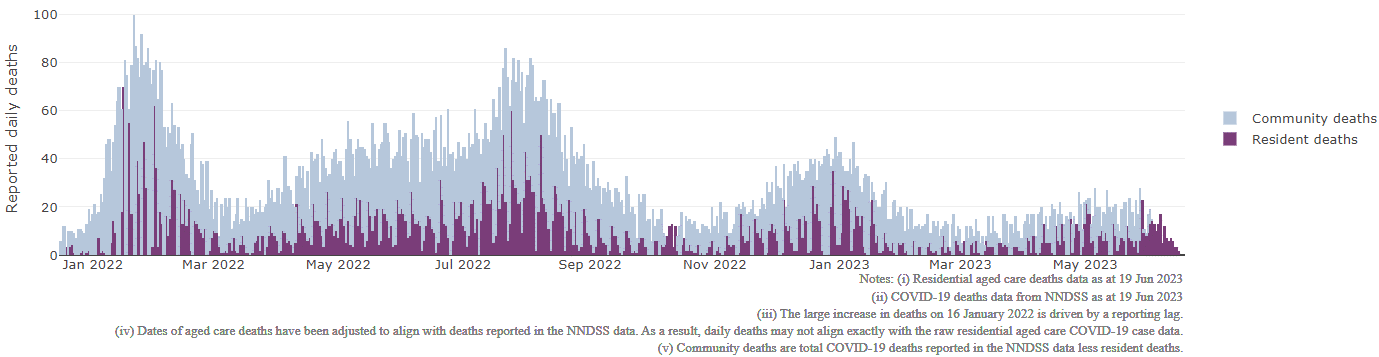 Reported daily deaths
100
80
60
40
20
0
Jan 2022 Mar 2022 May 2022 Jul 2022 Sep 2022 Nov 2022 Jan 2023 Mar 2023 May 2023
Community deaths
Resident deaths
Notes: (i) Residential aged care deaths data as at 19 Jun 2023
(ii) COVID-19 deaths data from NNDSS as at 19 Jun 2023
(iii) The large increase in deaths on 16 January 2022 is driven by a reporting lag.
(iv) Dates of aged care deaths have been adjusted to align with deaths reported in the NNDSS data. As a result, daily deaths may not align exactly with the raw residential aged care COVID-19 case data.
(v) Community deaths are total COVID-19 deaths reported in the NNDSS data less resident deaths.